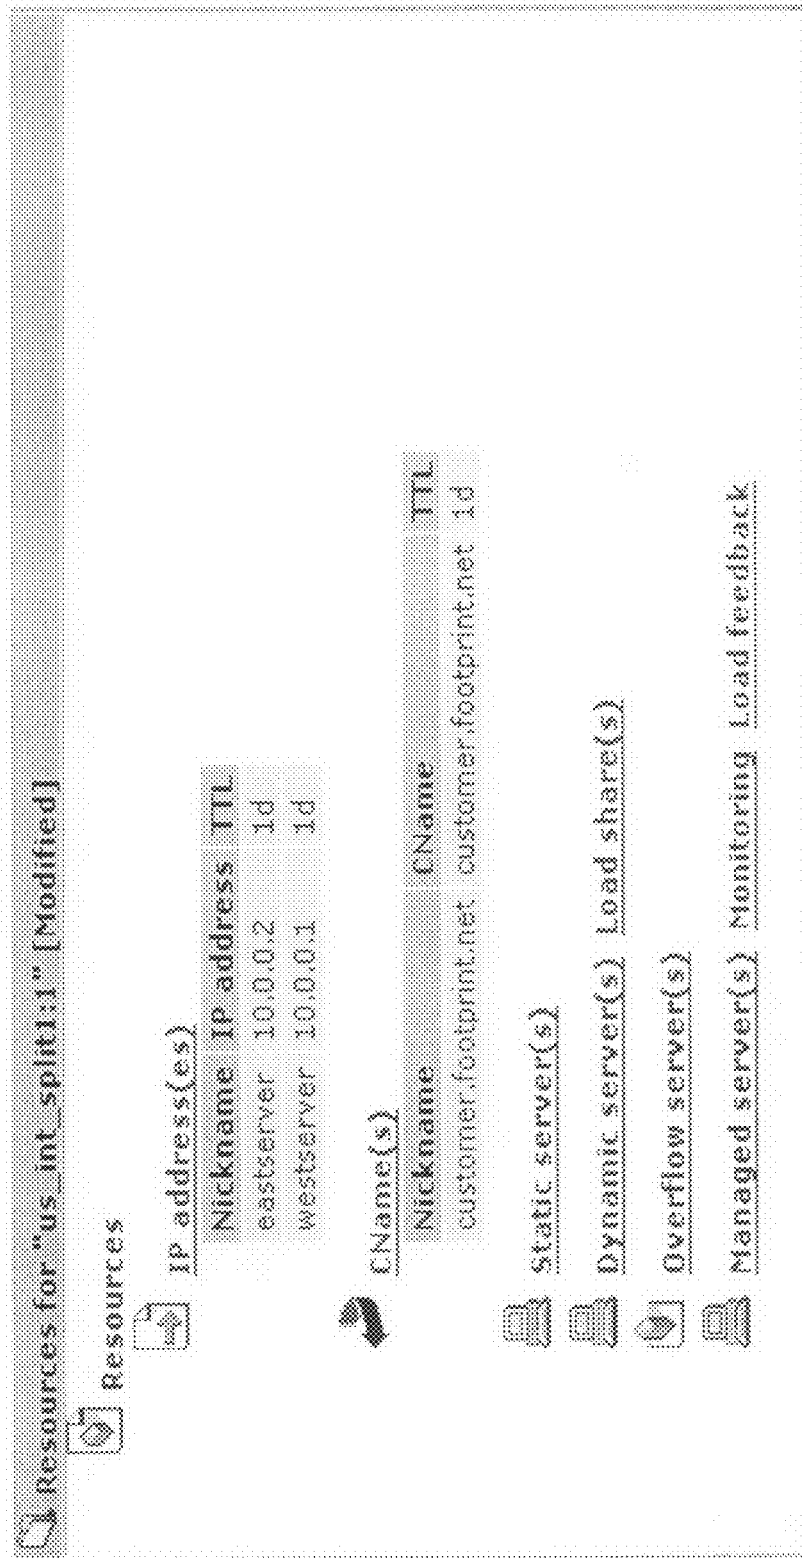 Resources for "us_int_split1:1" [Modified]
Resources
IP address(es)
Nickname IP address TTL
eastserver 10.0.0.2 1d
westserver 10.0.0.1 1d
CName(s)
Nickname CName TTL
customer.footprint.net customer.footprint.net 1d
Static server(s)
Dynamic server(s) Load share(s)
Overflow server(s)
Managed server(s) Monitoring Load feedback